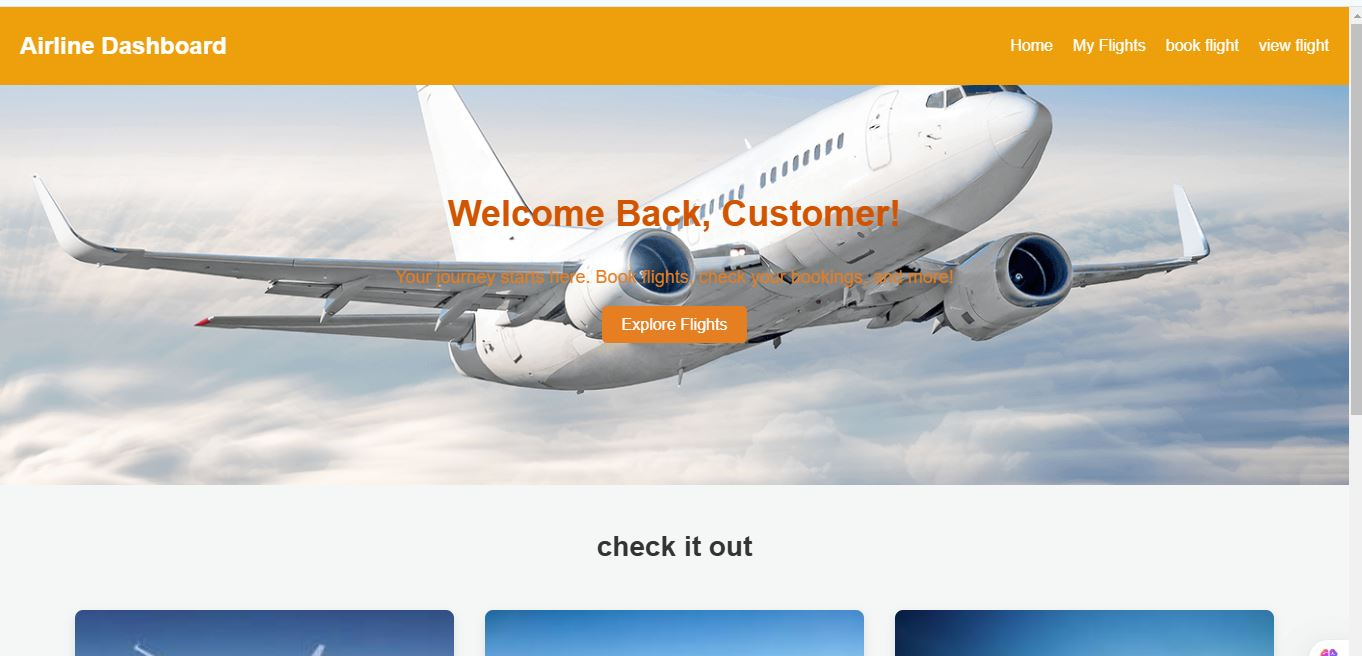 Airline Dashboard
Home My Flights book flight view flight
Welcome Back, Customer!
Your journey starts here. Book flights, check your bookings, and more!
Explore Flights
check it out